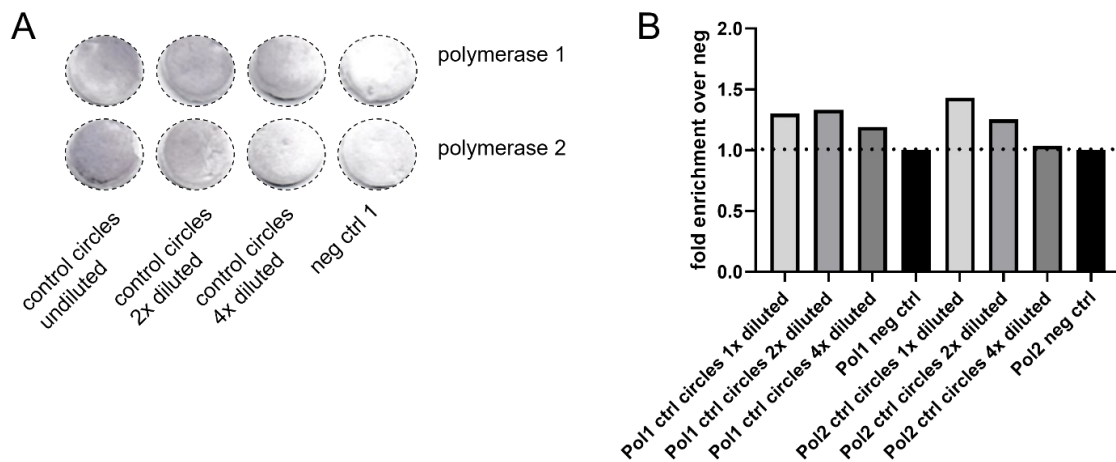 A
polymerase 1
polymerase 2
control circles
undiluted
control circles
2x diluted
control circles
4x diluted
neg ctrl 1
B
fold enrichment over neg
2.0
1.5
1.0
0.5
0.0
Pol1 ctrl circles 1x diluted
Pol1 ctrl circles 2x diluted
Pol1 ctrl circles 4x diluted
Pol1 neg ctrl
Pol2 ctrl circles 1x diluted
Pol2 ctrl circles 2x diluted
Pol2 ctrl circles 4x diluted
Pol2 neg ctrl